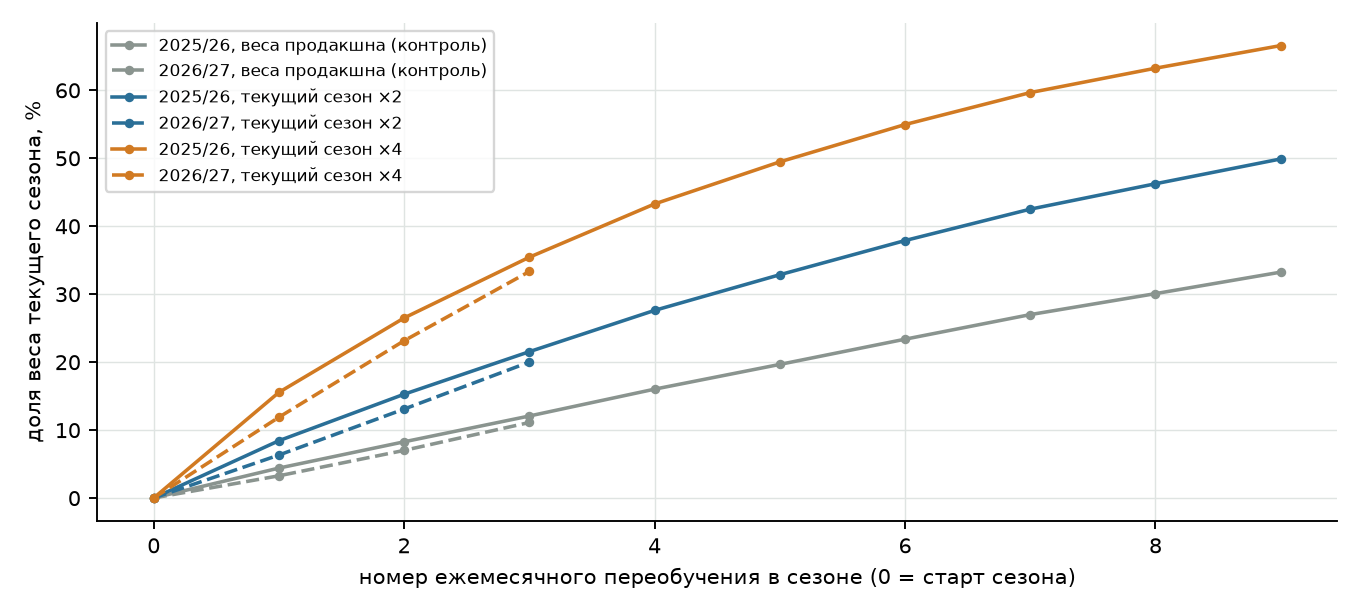 2025/26, веса продакшна (контроль)
2026/27, веса продакшна (контроль)
2025/26, текущий сезон ×2
2026/27, текущий сезон ×2
2025/26, текущий сезон ×4
2026/27, текущий сезон ×4
доля веса текущего сезона, %
60
50
40
30
20
10
0
0 2 4 6 8
номер ежемесячного переобучения в сезоне (0 = старт сезона)